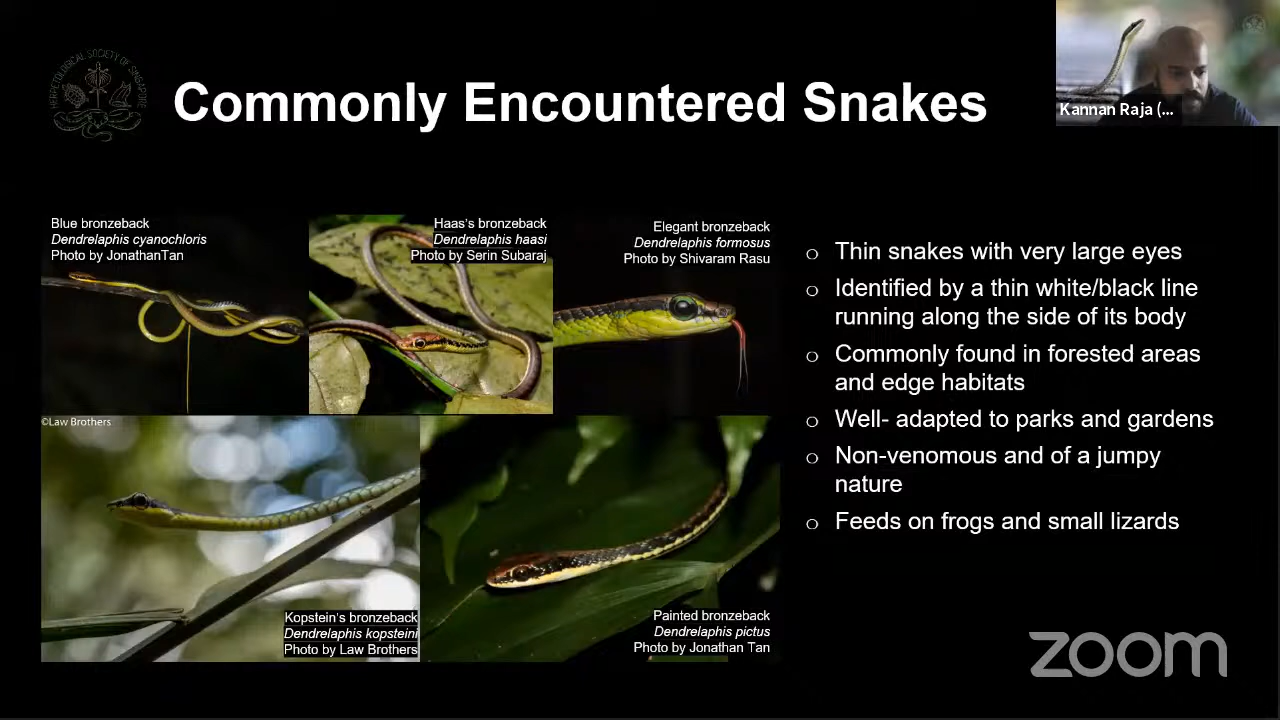 HERPETOLOGICAL SOCIETY OF SINGAPORE
Commonly Encountered Snakes
Kannan Raja (...
Blue bronzeback
Dendrelaphis cyanochloris
Photo by JonathanTan
Haas's bronzeback
Dendrelaphis haasi
Photo by Serin Subaraj
Elegant bronzeback
Dendrelaphis formosus
Photo by Shivaram Rasu
©Law Brothers
Kopstein's bronzeback
Dendrelaphis kopsteini
Photo by Law Brothers
Painted bronzeback
Dendrelaphis pictus
Photo by Jonathan Tan
Thin snakes with very large eyes
Identified by a thin white/black line
running along the side of its body
Commonly found in forested areas
and edge habitats
Well- adapted to parks and gardens
Non-venomous and of a jumpy
nature
Feeds on frogs and small lizards
zoom